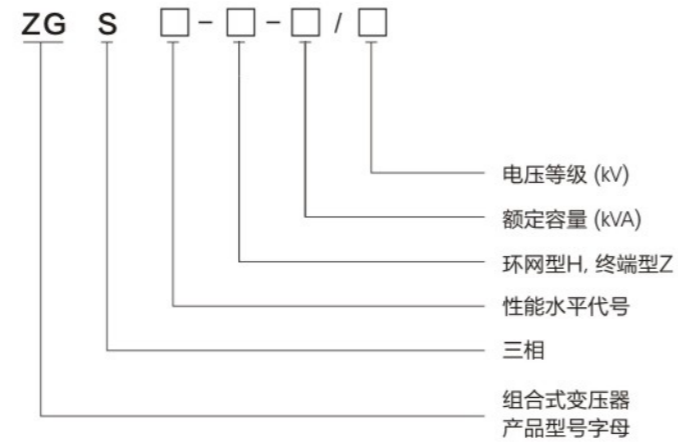 ZG S □-□-□/□
电压等级 (kV)
额定容量 (kVA)
环网型H, 终端型Z
性能水平代号
三相
组合式变压器
产品型号字母